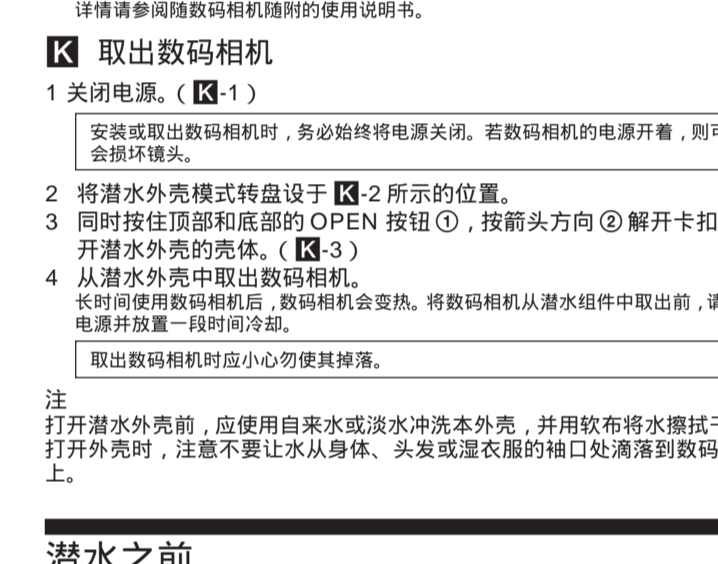 详情请参阅随数码相机随附的使用说明书。
K 取出数码相机
1 关闭电源。( K-1 )
安装或取出数码相机时，务必始终将电源关闭。若数码相机的电源开着，则可
会损坏镜头。
2 将潜水外壳模式转盘设于 K-2 所示的位置。
3 同时按住顶部和底部的 OPEN 按钮 ①，按箭头方向 ② 解开卡扣
开潜水外壳的壳体。( K-3 )
4 从潜水外壳中取出数码相机。
长时间使用数码相机后，数码相机会变热。将数码相机从潜水组件中取出前，请
电源并放置一段时间冷却。
取出数码相机时应小心勿使其掉落。
注
打开潜水外壳前，应使用自来水或淡水冲洗本外壳，并用软布将水擦拭干
打开外壳时，注意不要让水从身体、头发或湿衣服的袖口处滴落到数码
上。
潜水之前